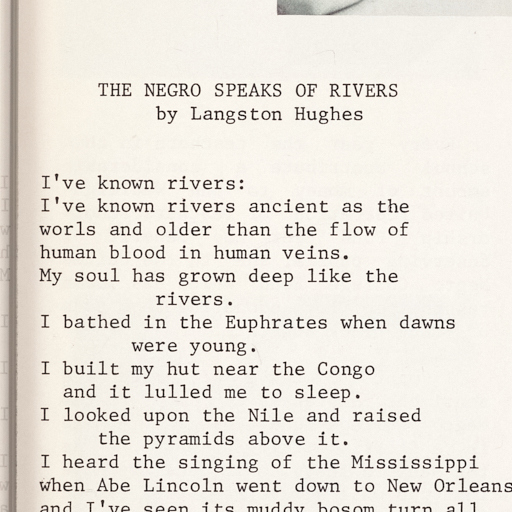 THE NEGRO SPEAKS OF RIVERS
by Langston Hughes
I've known rivers:
I've known rivers ancient as the
worls and older than the flow of
human blood in human veins.
My soul has grown deep like the
rivers.
I bathed in the Euphrates when dawns
were young.
I built my hut near the Congo
and it lulled me to sleep.
I looked upon the Nile and raised
the pyramids above it.
I heard the singing of the Mississippi
when Abe Lincoln went down to New Orleans
and I've seen its muddy bosom turn all